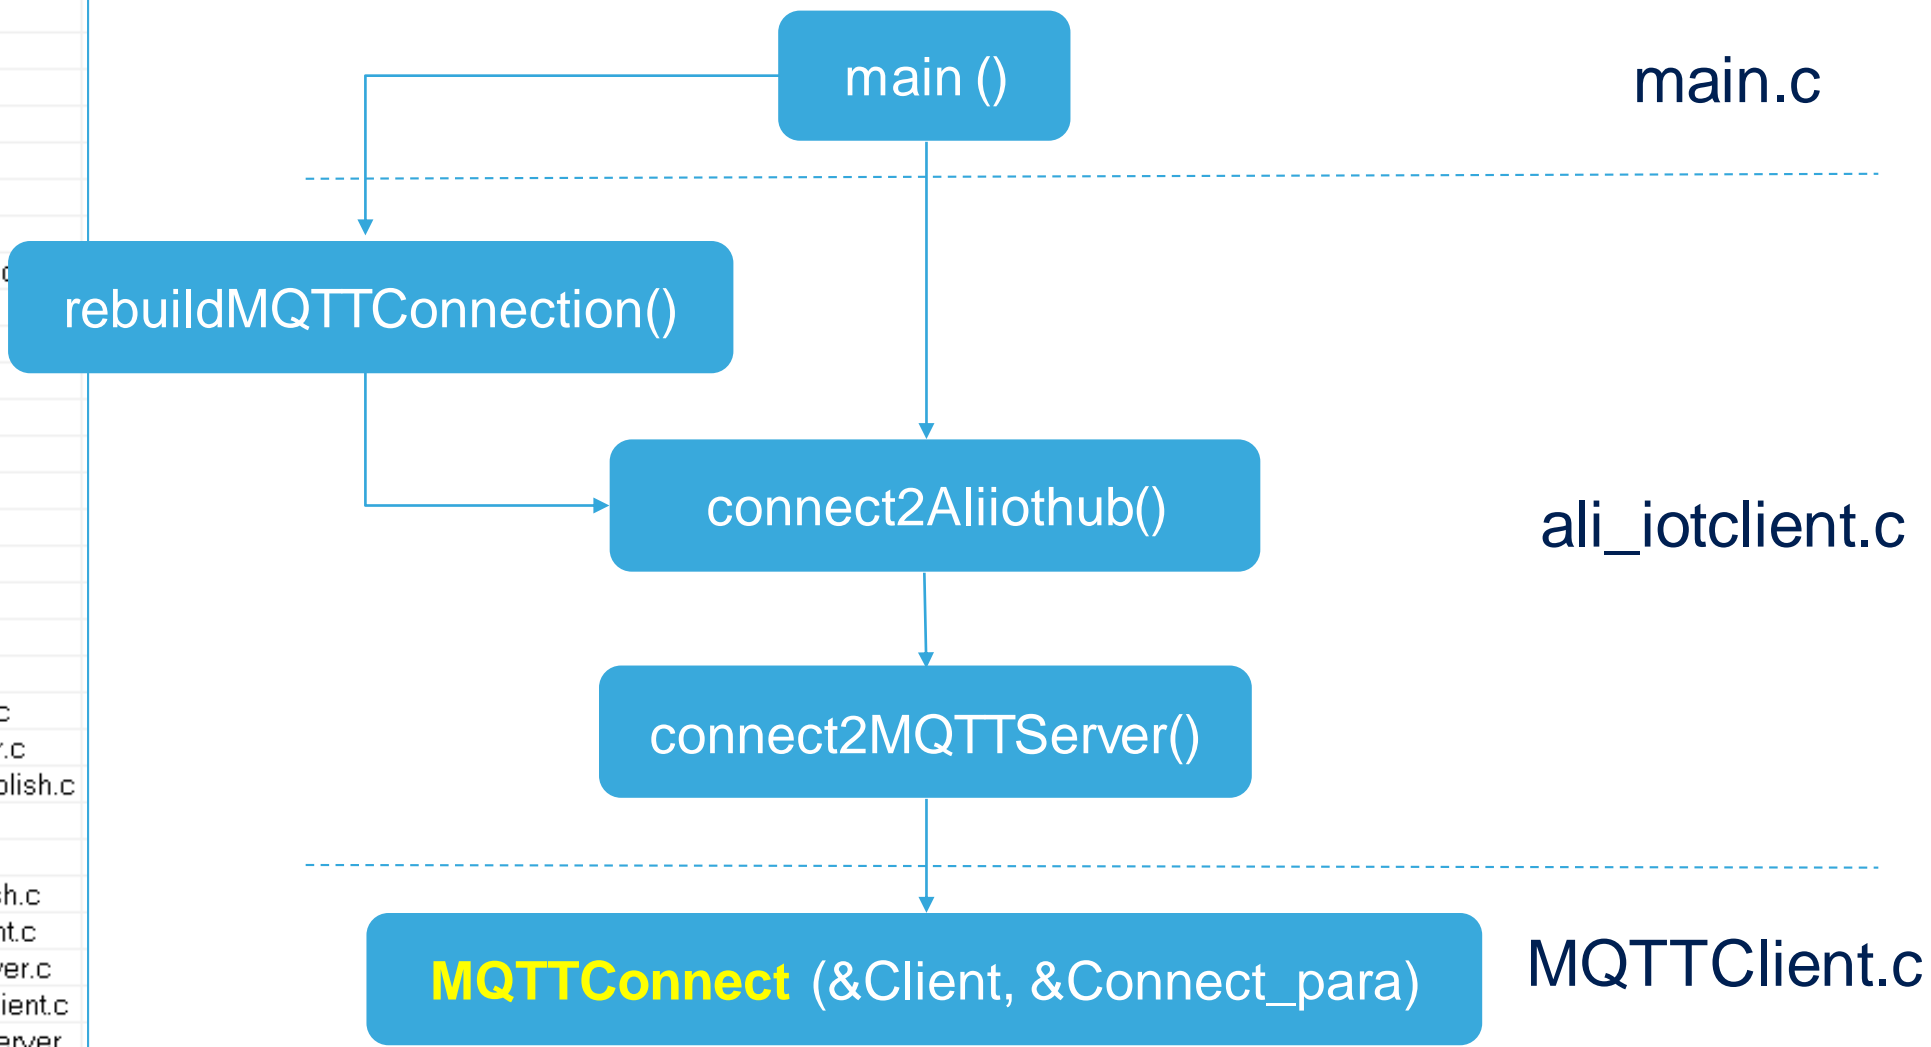 main ()
main.c
rebuildMQTTConnection()
connect2Aliiothub()
ali_iotclient.c
connect2MQTTServer()
MQTTConnect (&Client, &Connect_para)
MQTTClient.c